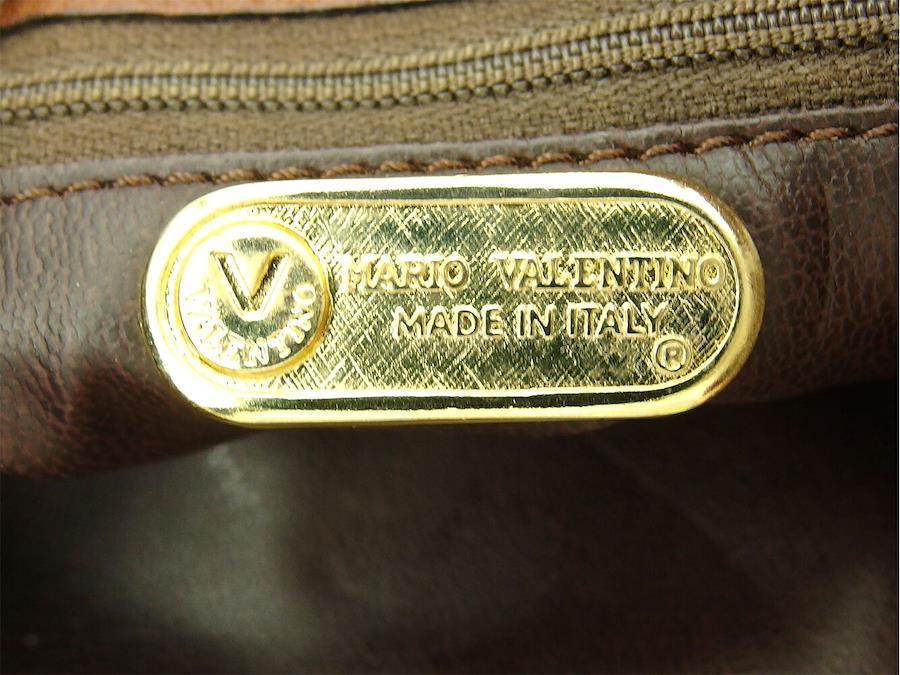 V
VALENTINO
MARIO VALENTINO
MADE IN ITALY
®